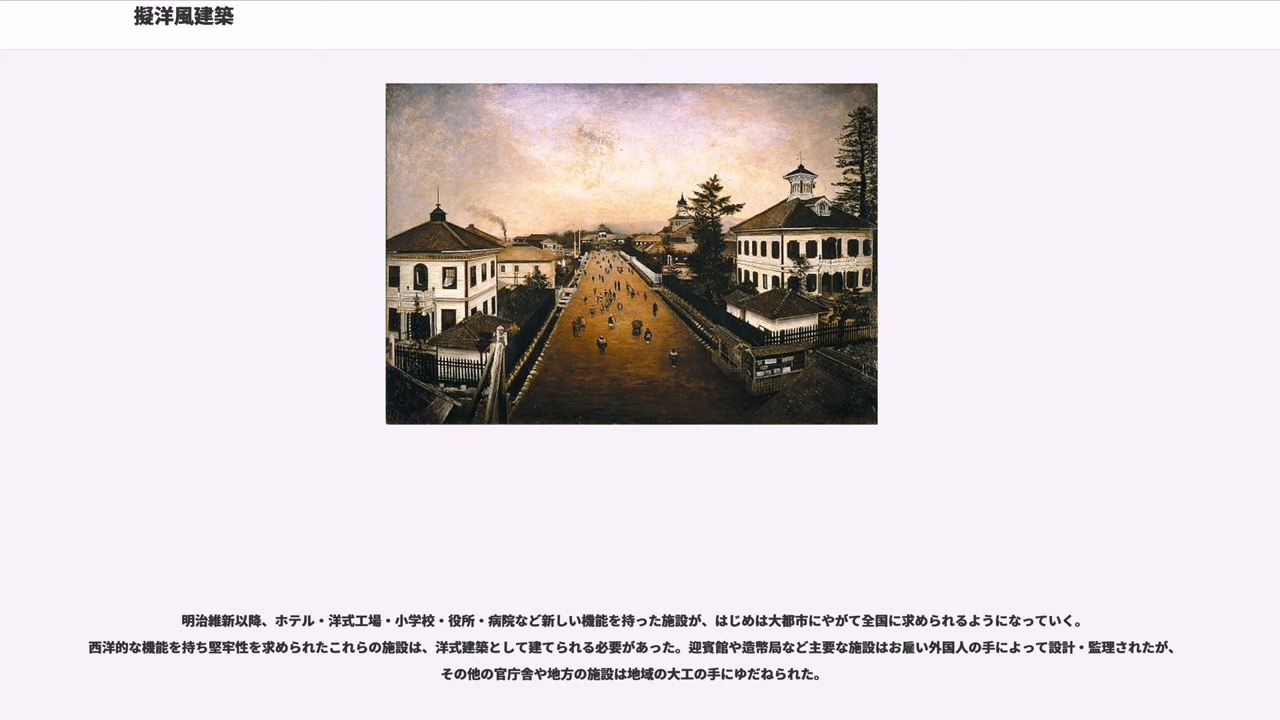 擬洋風建築
明治維新以降、ホテル・洋式工場・小学校・役所・病院など新しい機能を持った施設が、はじめは大都市にやがて全国に求められるようになっていく。
西洋的な機能を持ち堅牢性を求められたこれらの施設は、洋式建築として建てられる必要があった。迎賓館や造幣局など主要な施設はお雇い外国人の手によって設計・監理されたが、
その他の官庁舎や地方の施設は地域の大工の手にゆだねられた。